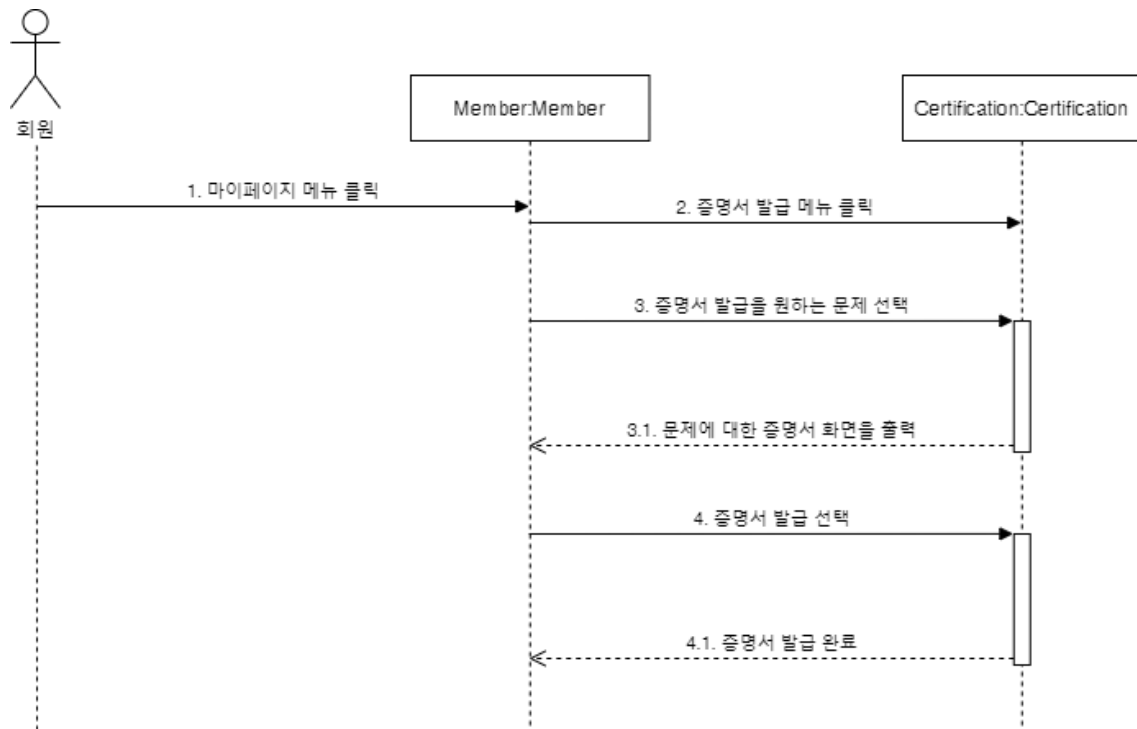 회원
Member:Member
Certification:Certification
1. 마이페이지 메뉴 클릭
2. 증명서 발급 메뉴 클릭
3. 증명서 발급을 원하는 문제 선택
3.1. 문제에 대한 증명서 화면을 출력
4. 증명서 발급 선택
4.1. 증명서 발급 완료